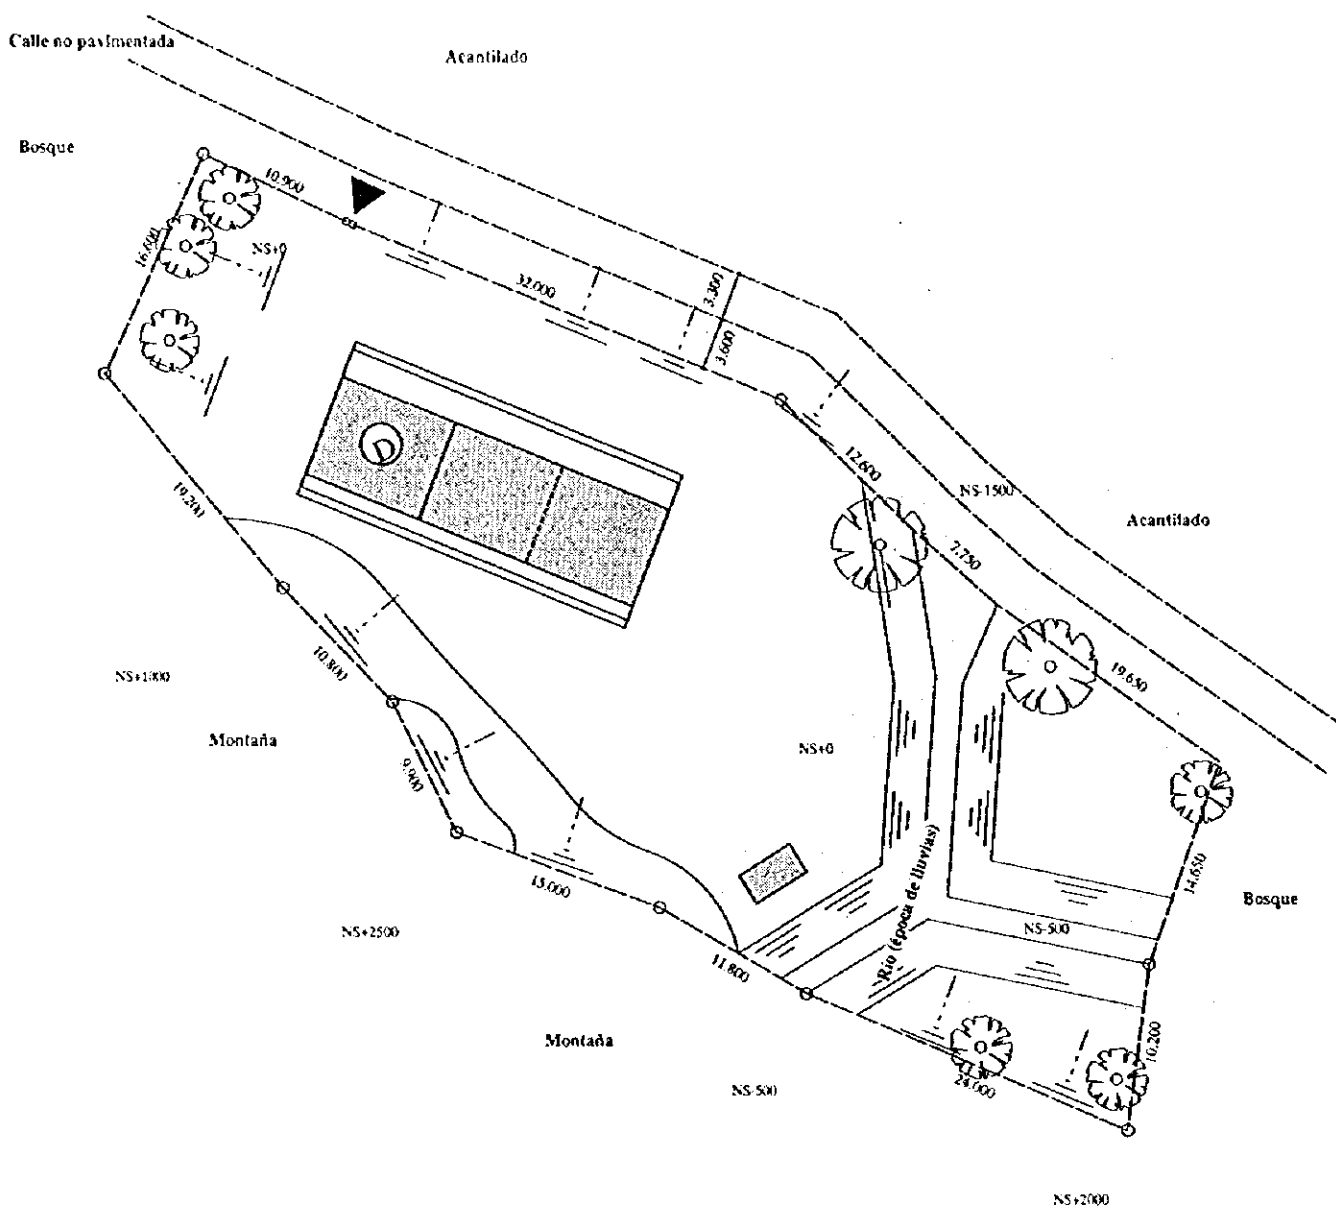 Calle no pavimentada
Acantilado
Bosque
10.900
NS+0
16.600
32.000
3.300
3.600
D
12.600
NS-1500
Acantilado
19.200
7.750
10.800
19.650
NS+1000
Montaña
NS+0
9.900
Río (época de lluvias)
14.650
15.000
Bosque
NS+2500
NS-500
11.800
Montaña
10.200
24.000
NS-500
NS+2000